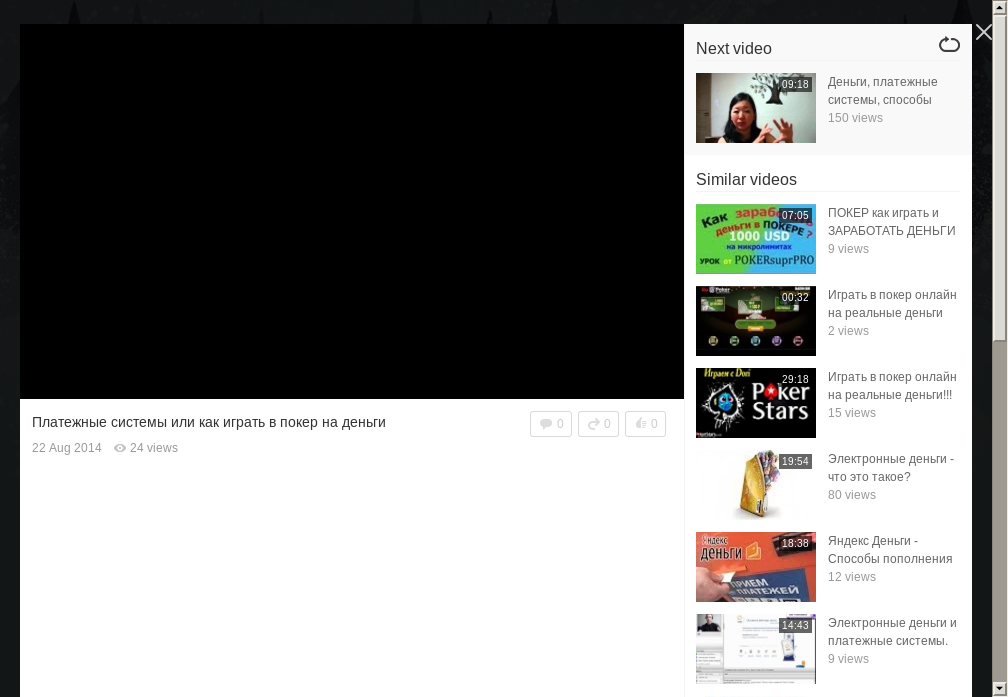 Next video
09:18
Деньги, платежные
системы, способы
150 views
Similar videos
Как зараб
07:05
деньги в ПОКЕРЕ ?
1000 USD
на микролимитах
УРОК от POKERsuprPRO
ПОКЕР как играть и
ЗАРАБОТАТЬ ДЕНЬГИ
9 views
Poker
00:32
Играть в покер онлайн
на реальные деньги
2 views
Играем с Dori
29:18
Poker
Stars
Играть в покер онлайн
на реальные деньги!!!
15 views
19:54
Электронные деньги -
что это такое?
80 views
Яндекс
деньги
18:38
ПРИЕМ
ПЛАТЕЖЕЙ
Яндекс Деньги -
Способы пополнения
12 views
14:43
Электронные деньги и
платежные системы.
9 views
Платежные системы или как играть в покер на деньги
0 0 0
22 Aug 2014 24 views